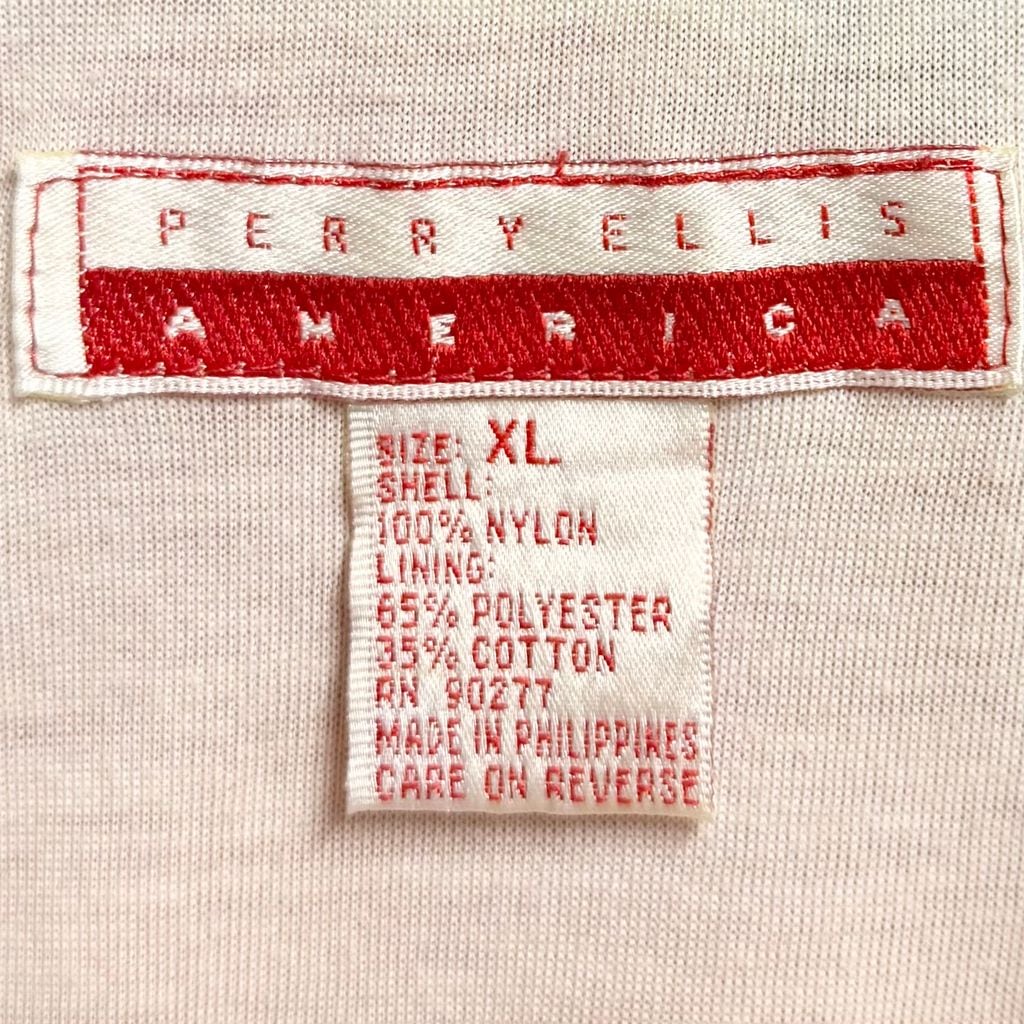 PERRY ELLIS
AMERICA
SIZE: XL
SHELL:
100% NYLON
LINING:
65% POLYESTER
35% COTTON
RN 90277
MADE IN PHILIPPINES
CARE ON REVERSE